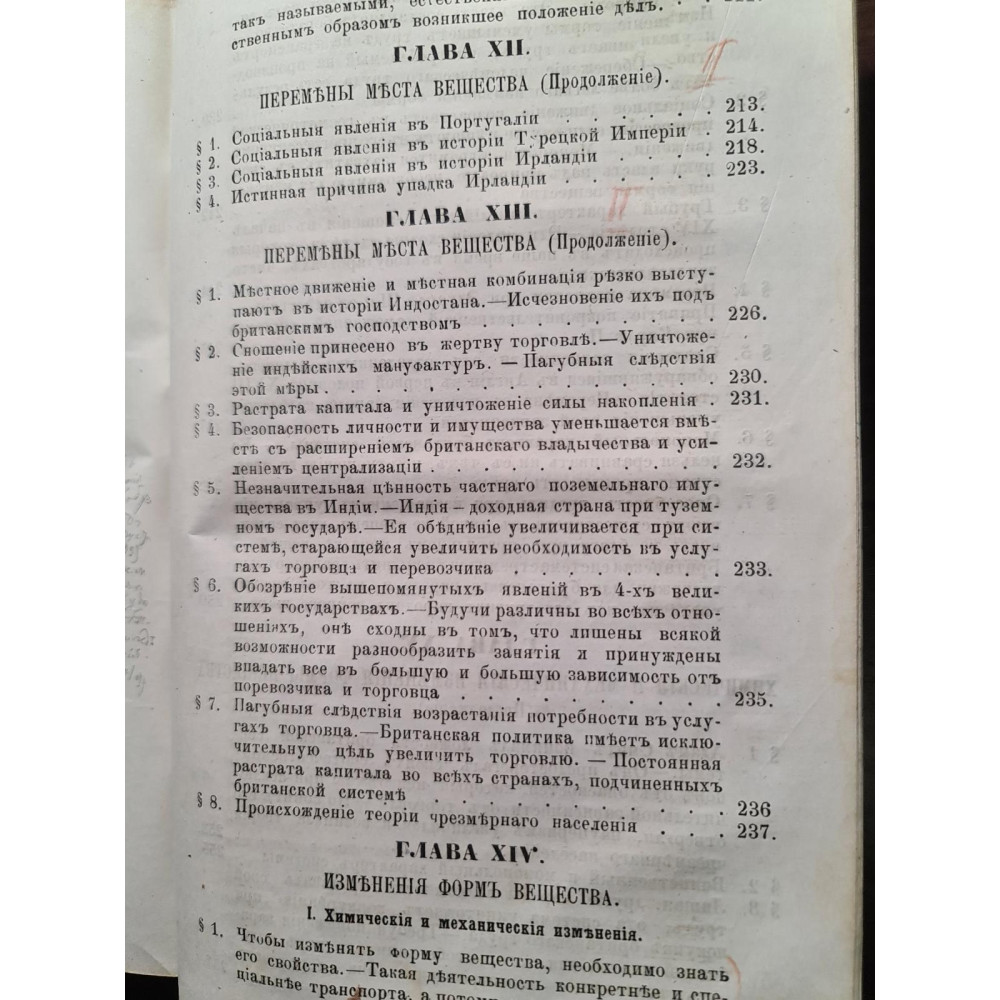 такъ называемыми, естественнымъ образомъ возникшее положеніе дѣлъ.
ГЛАВА XII.
ПЕРЕМѢНЫ МѢСТА ВЕЩЕСТВА (Продолженіе).
§ 1. Соціальныя явленія въ Португаліи . . . . . . 213.
§ 2. Соціальныя явленія въ исторіи Турецкой Имперіи . 214.
§ 3. Соціальныя явленія въ исторіи Ирландіи . . . . 218.
§ 4. Истинная причина упадка Ирландіи . . . . . . 223.
ГЛАВА XIII.
ПЕРЕМѢНЫ МѢСТА ВЕЩЕСТВА (Продолженіе).
§ 1. Мѣстное движеніе и мѣстная комбинація рѣзко высту-
паютъ въ исторіи Индостана.—Исчезновеніе ихъ подъ
британскимъ господствомъ . . . . . . . . . 226.
§ 2. Сношеніе принесено въ жертву торговлѣ.—Уничтоже-
ніе индѣйскихъ мануфактуръ. — Пагубныя слѣдствія
этой мѣры . . . . . . . . . . . . . . . 230.
§ 3. Растрата капитала и уничтоженіе силы накопленія . 231.
§ 4. Безопасность личности и имущества уменьшается вмѣ-
стѣ съ расширеніемъ британскаго владычества и уси-
леніемъ централизаціи . . . . . . . . . . . 232.
§ 5. Незначительная цѣнность частнаго поземельнаго иму-
щества въ Индіи.—Индія — доходная страна при тузем-
номъ государѣ.—Ея обѣднѣніе увеличивается при си-
стемѣ, старающейся увеличить необходимость въ услу-
гахъ торговца и перевозчика . . . . . . . . 233.
§ 6. Обозрѣніе вышепомянутыхъ явленій въ 4-хъ вели-
кихъ государствахъ.—Будучи различны во всѣхъ отно-
шеніяхъ, онѣ сходны въ томъ, что лишены всякой
возможности разнообразить занятія и принуждены
впадать все въ большую и большую зависимость отъ
поревозчика и торговца . . . . . . . . . . 235.
§ 7. Пагубныя слѣдствія возрастанія потребности въ услу-
гахъ торговца.—Британская политика имѣетъ исклю-
чительную цѣль увеличить торговлю. — Постоянная
растрата капитала во всѣхъ странахъ, подчиненныхъ
британской системѣ . . . . . . . . . . . 236
§ 8. Происхожденіе теоріи чрезмѣрнаго населенія . . . 237.
ГЛАВА XIV.
ИЗМѢНЕНІЯ ФОРМЪ ВЕЩЕСТВА.
I. Химическія и механическія измѣненія.
§ 1. Чтобы измѣнять форму вещества, необходимо знать
его свойства.—Такая дѣятельность конкретнѣе и спе-
ціальнѣе транспорта, а